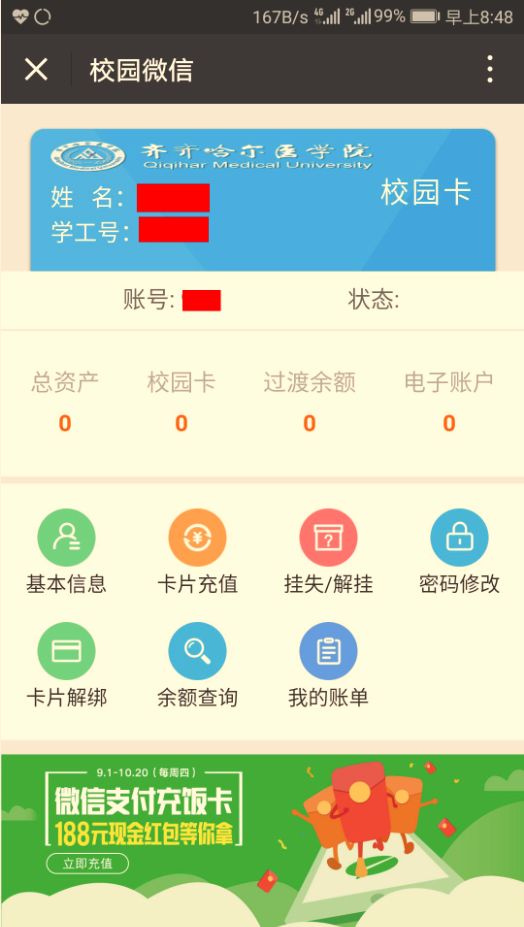 167B/s 4G 2G 99% 早上8:48
校园微信
齐齐哈尔医学院
Qiqihar Medical University
校园卡
姓 名:
学工号:
账号: 状态:
总资产 校园卡 过渡余额 电子账户
0 0 0 0
基本信息 卡片充值 挂失/解挂 密码修改
卡片解绑 余额查询 我的账单
9.1-10.20(每周四)
微信支付充饭卡
188元现金红包等你拿
立即充值